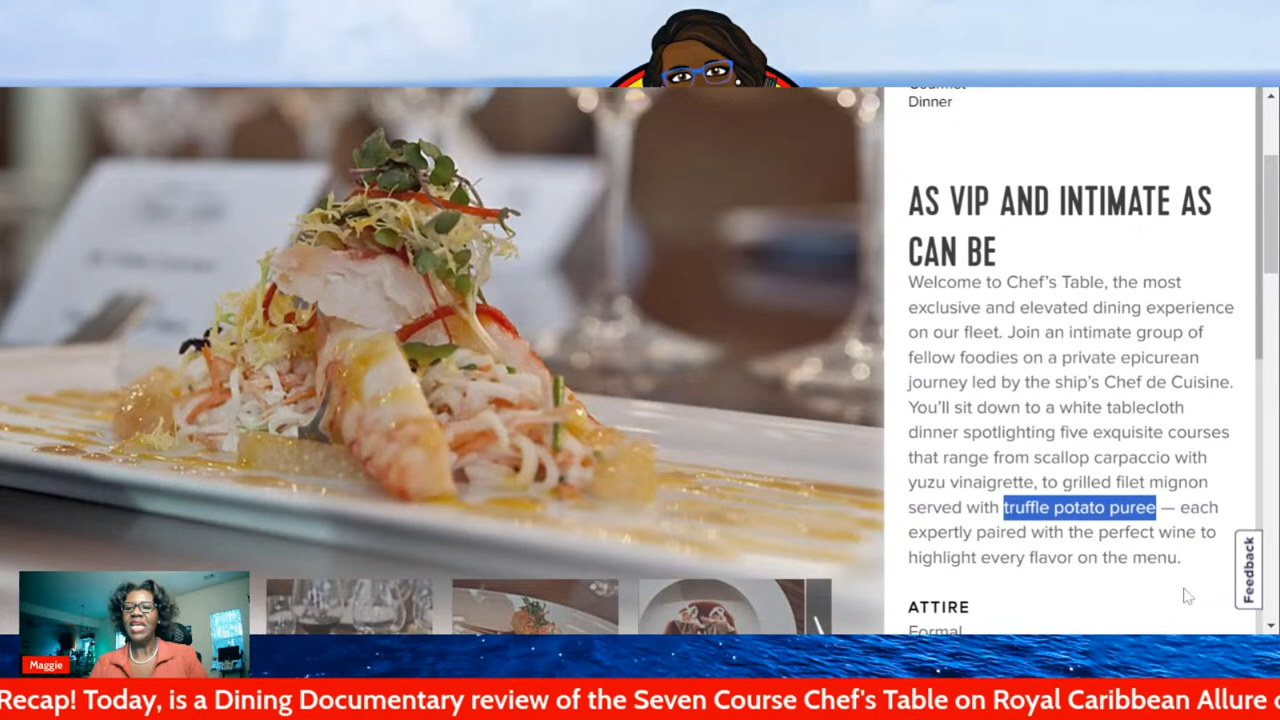 Dinner
AS VIP AND INTIMATE AS
CAN BE
Welcome to Chef's Table, the most
exclusive and elevated dining experience
on our fleet. Join an intimate group of
fellow foodies on a private epicurean
journey led by the ship's Chef de Cuisine.
You'll sit down to a white tablecloth
dinner spotlighting five exquisite courses
that range from scallop carpaccio with
yuzu vinaigrette, to grilled filet mignon
served with truffle potato puree — each
expertly paired with the perfect wine to
highlight every flavor on the menu.
Feedback
ATTIRE
Formal
Maggie
Recap! Today, is a Dining Documentary review of the Seven Course Chef's Table on Royal Caribbean Allure